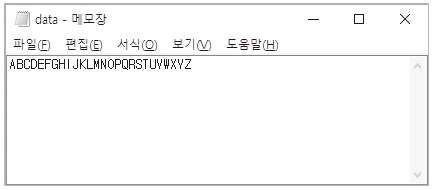 data - 메모장
파일(F) 편집(E) 서식(O) 보기(V) 도움말(H)
ABCDEFGHIJKLMNOPQRSTUVWXYZ